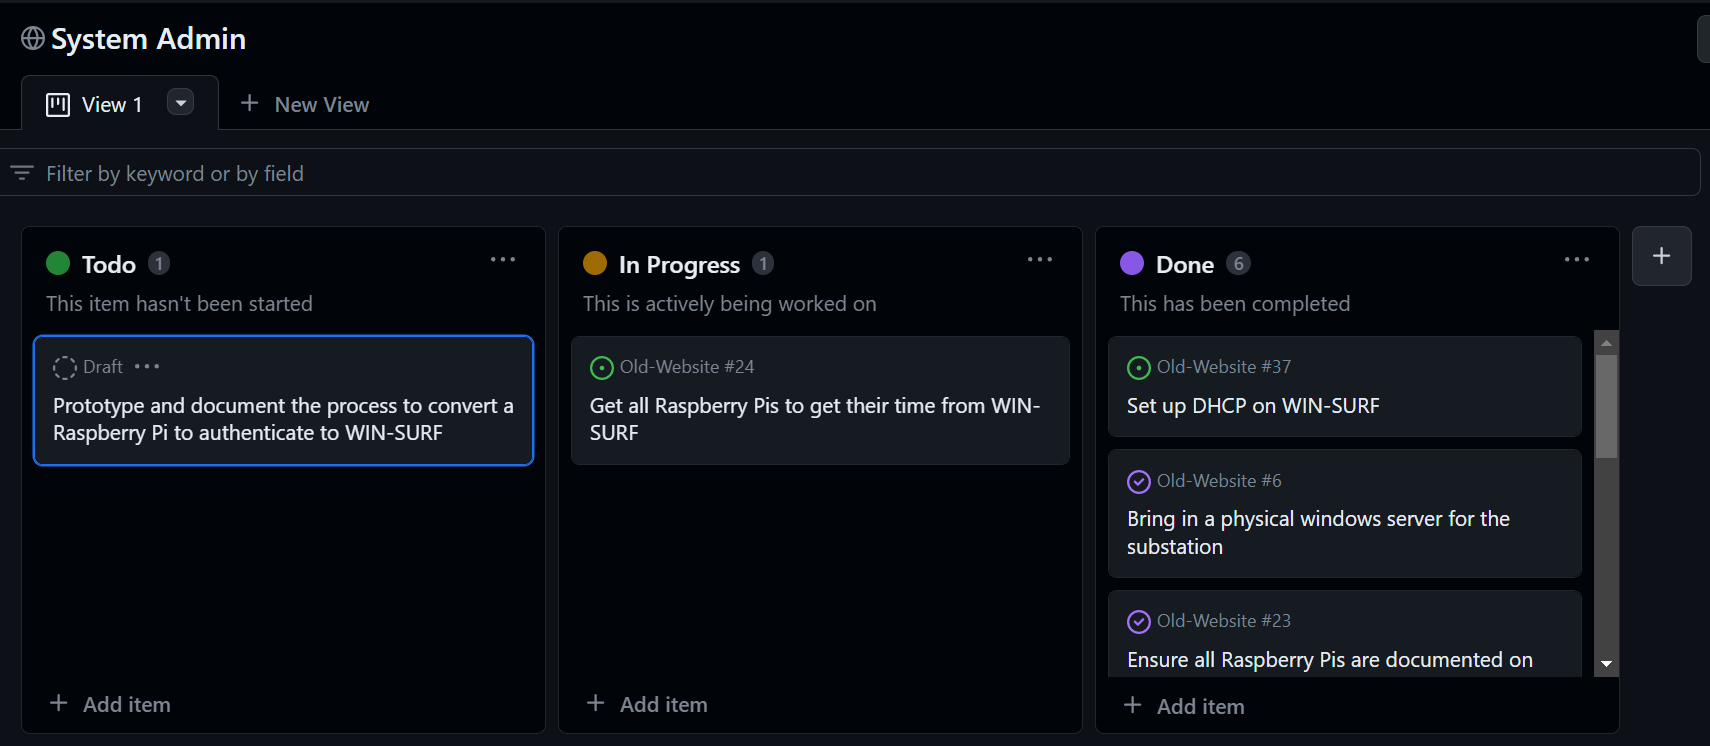 System Admin
View 1
New View
Filter by keyword or by field
Todo 1
This item hasn't been started
Draft
Prototype and document the process to convert a
Raspberry Pi to authenticate to WIN-SURF
Add item
In Progress 1
This is actively being worked on
Old-Website #24
Get all Raspberry Pis to get their time from WIN-
SURF
Add item
Done 6
This has been completed
Old-Website #37
Set up DHCP on WIN-SURF
Old-Website #6
Bring in a physical windows server for the
substation
Old-Website #23
Ensure all Raspberry Pis are documented on
Add item